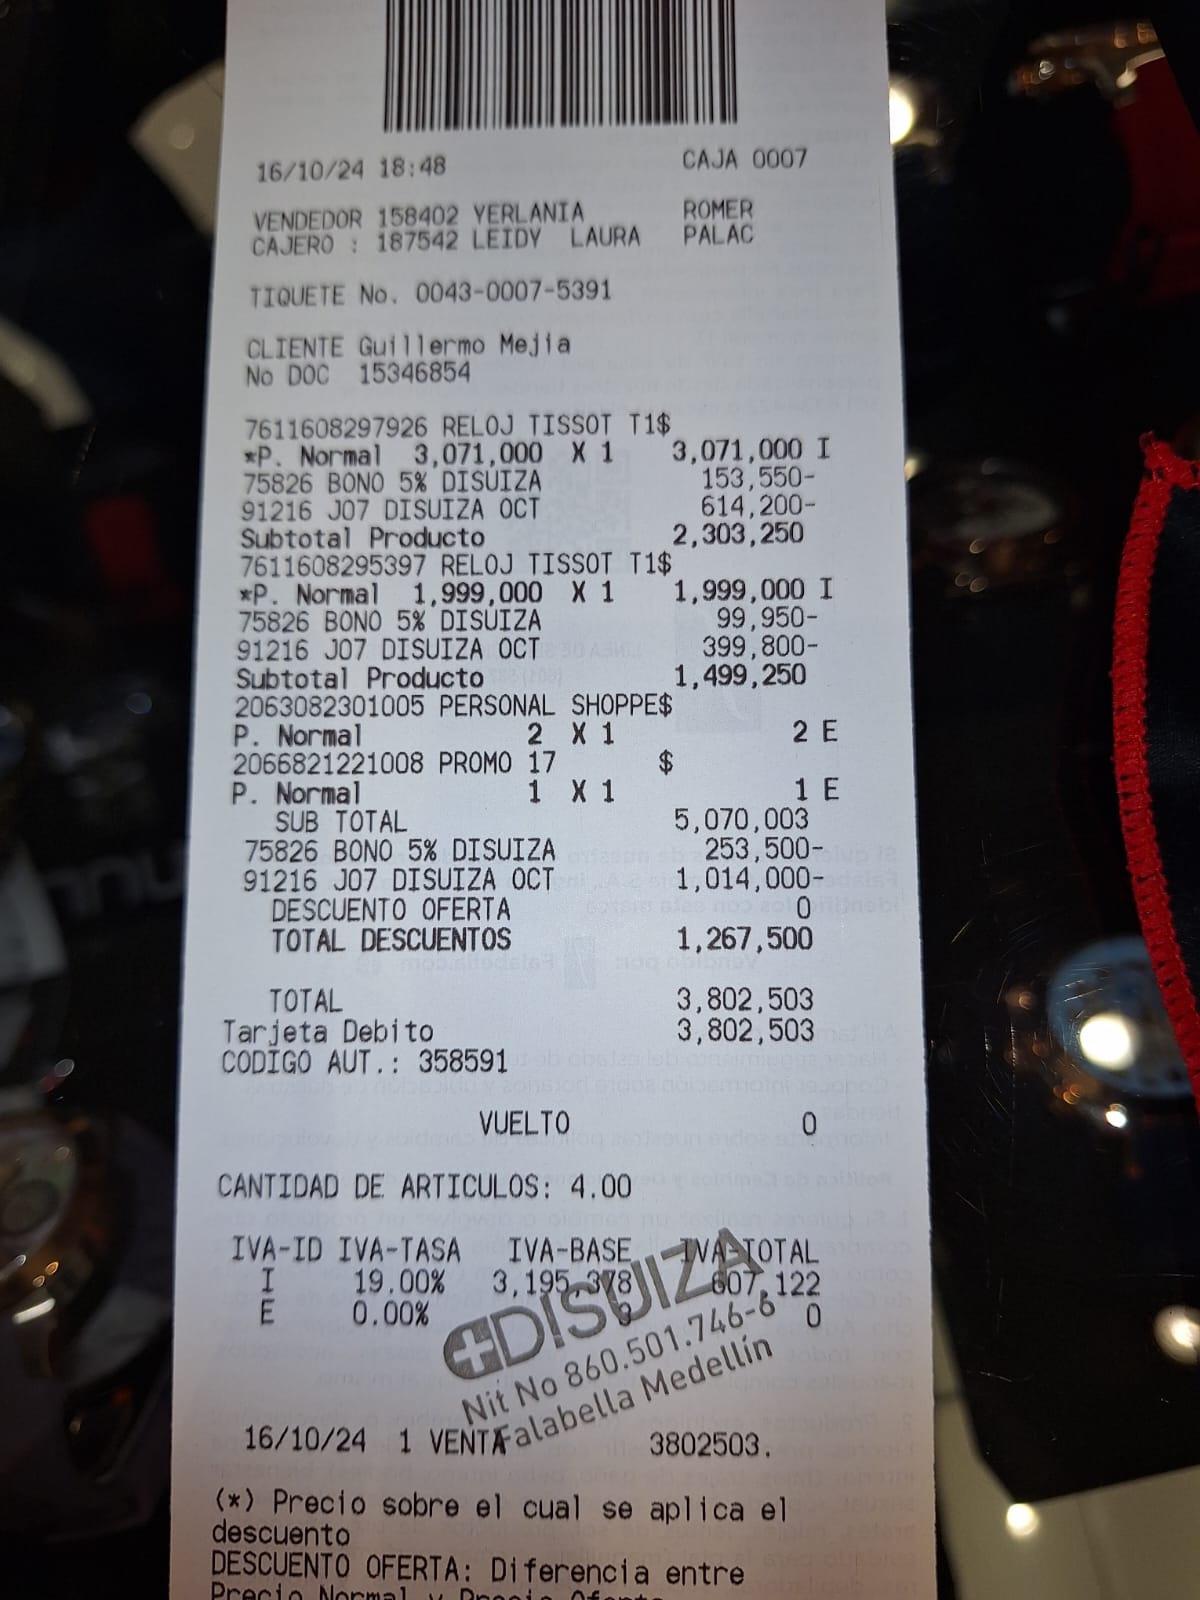 16/10/24 18:48 CAJA 0007
VENDEDOR 158402 YERLANIA ROMER
CAJERO : 187542 LEIDY LAURA PALAC
TIQUETE No. 0043-0007-5391
CLIENTE Guillermo Mejia
No DOC 15346854
7611608297926 RELOJ TISSOT T1$
*P. Normal 3,071,000 X 1 3,071,000 I
75826 BONO 5% DISUIZA 153,550-
91216 J07 DISUIZA OCT 614,200-
Subtotal Producto 2,303,250
7611608295397 RELOJ TISSOT T1$
*P. Normal 1,999,000 X 1 1,999,000 I
75826 BONO 5% DISUIZA 99,950-
91216 J07 DISUIZA OCT 399,800-
Subtotal Producto 1,499,250
2063082301005 PERSONAL SHOPPE$
P. Normal 2 X 1 2 E
2066821221008 PROMO 17 $
P. Normal 1 X 1 1 E
SUB TOTAL 5,070,003
75826 BONO 5% DISUIZA 253,500-
91216 J07 DISUIZA OCT 1,014,000-
DESCUENTO OFERTA 0
TOTAL DESCUENTOS 1,267,500
TOTAL 3,802,503
Tarjeta Debito 3,802,503
CODIGO AUT.: 358591
VUELTO 0
CANTIDAD DE ARTICULOS: 4.00
IVA-ID IVA-TASA IVA-BASE IVA-TOTAL
I 19.00% 3,195,378 607,122
E 0.00% 3 0
DISUIZA
Nit No 860.501.746-6
Falabella Medellín
16/10/24 1 VENTA 3802503.
(*) Precio sobre el cual se aplica el
descuento
DESCUENTO OFERTA: Diferencia entre
Precio Normal y Precio Oferta